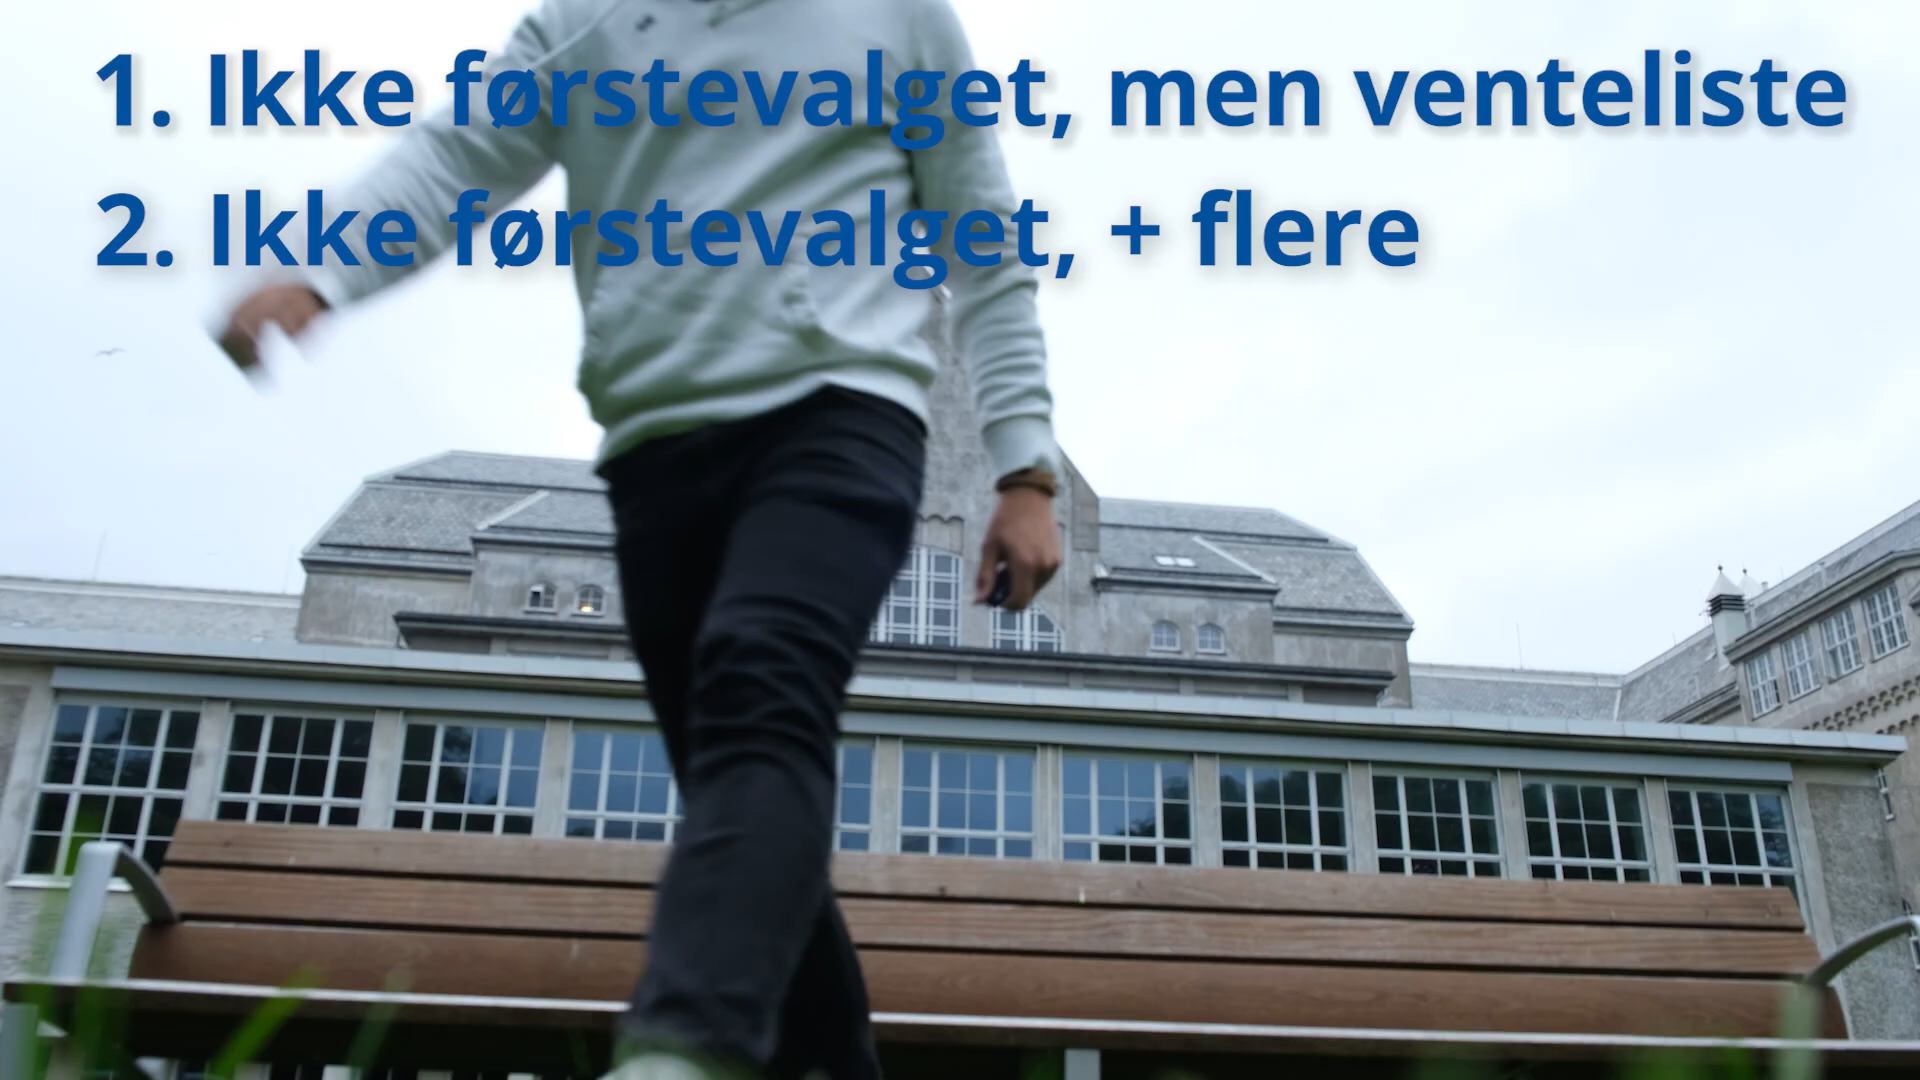 1. Ikke førstevalget, men venteliste
2. Ikke førstevalget, + flere